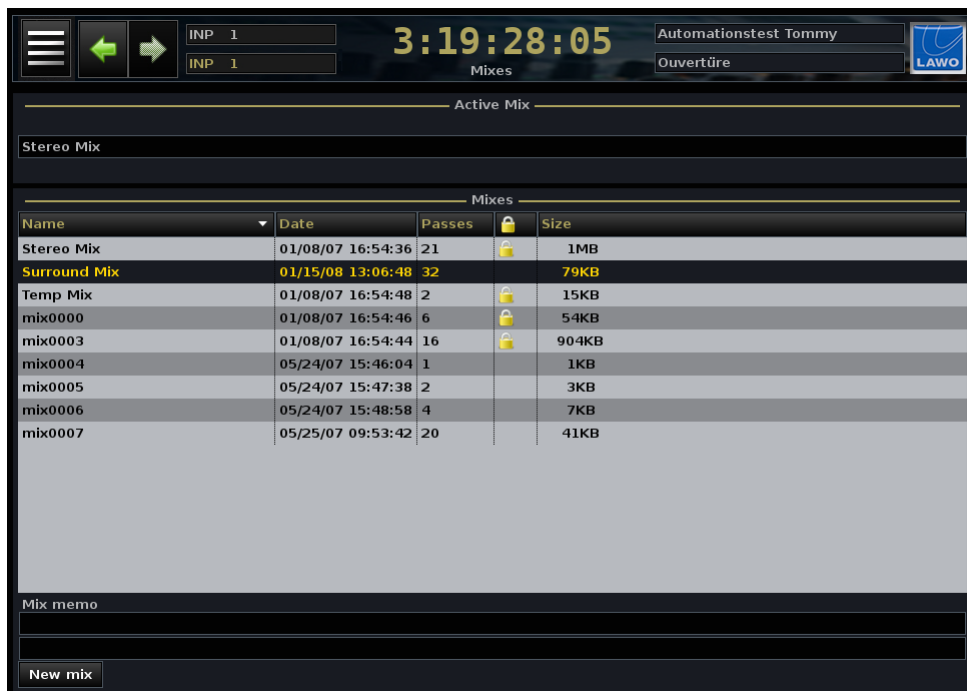 INP 1
3:19:28:05
Automationstest Tommy
INP 1
Mixes
Ouvertüre
LAWO
Active Mix
Stereo Mix
Mixes
Name Date Passes Size
Stereo Mix 01/08/07 16:54:36 21 1MB
Surround Mix 01/15/08 13:06:48 32 79KB
Temp Mix 01/08/07 16:54:48 2 15KB
mix0000 01/08/07 16:54:46 6 54KB
mix0003 01/08/07 16:54:44 16 904KB
mix0004 05/24/07 15:46:04 1 1KB
mix0005 05/24/07 15:47:38 2 3KB
mix0006 05/24/07 15:48:58 4 7KB
mix0007 05/25/07 09:53:42 20 41KB
Mix memo
New mix